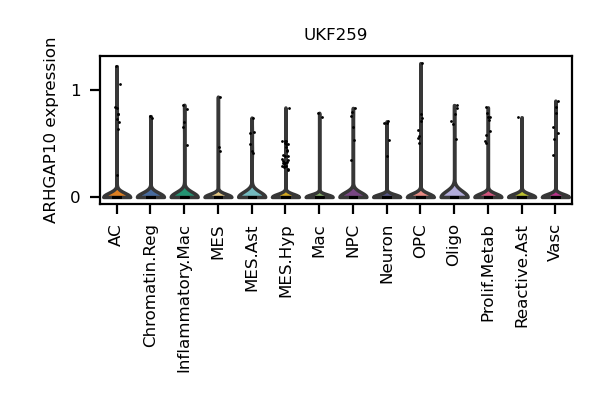 UKF259
ARHGAP10 expression
1
0
AC
Chromatin.Reg
Inflammatory.Mac
MES
MES.Ast
MES.Hyp
Mac
NPC
Neuron
OPC
Oligo
Prolif.Metab
Reactive.Ast
Vasc